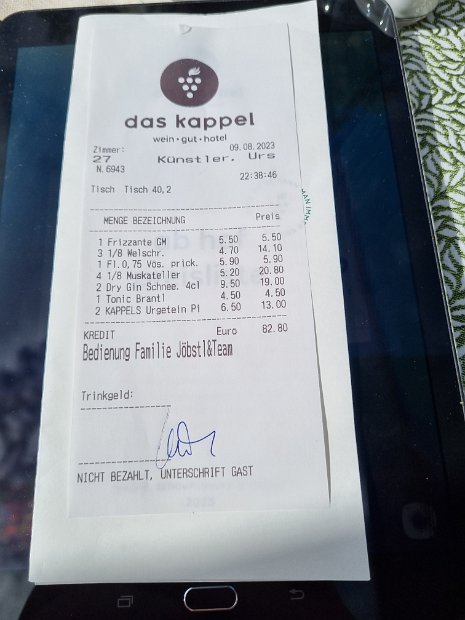 das kappel
wein•gut•hotel
Zimmer: 09.08.2023
27 Künstler. Urs
N.6943
22:38:46
Tisch Tisch 40,2
MENGE BEZEICHNUNG Preis
1 Frizzante GM 5.50 5.50
3 1/8 Welschr. 4.70 14.10
1 Fl.0,75 Vös. prick. 5.90 5.90
4 1/8 Muskateller 5.20 20.80
2 Dry Gin Schnee. 4cl 9.50 19.00
1 Tonic Brantl 4.50 4.50
2 KAPPELS Urgetein Pi 6.50 13.00
KREDIT Euro 82.80
Bedienung Familie Jöbstl&Team
Trinkgeld:
NICHT BEZAHLT, UNTERSCHRIFT GAST